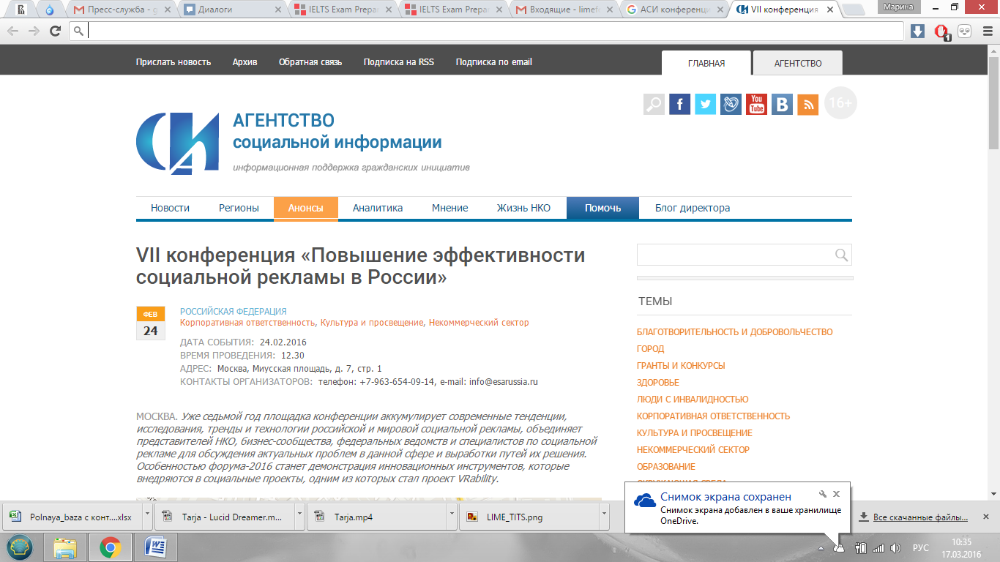 Пресс-служба - g
Диалоги
IELTS Exam Prepar
IELTS Exam Prepar
Входящие - limefe
АСИ конференци
VII конференция
Марина
1
Прислать новость
Архив
Обратная связь
Подписка на RSS
Подписка по email
ГЛАВНАЯ
АГЕНТСТВО
You Tube
16+
АГЕНТСТВО
социальной информации
информационная поддержка гражданских инициатив
Новости
Регионы
Анонсы
Аналитика
Мнение
Жизнь НКО
Помочь
Блог директора
VII конференция «Повышение эффективности
социальной рекламы в России»
ФЕВ
24
РОССИЙСКАЯ ФЕДЕРАЦИЯ
Корпоративная ответственность, Культура и просвещение, Некоммерческий сектор
ДАТА СОБЫТИЯ: 24.02.2016
ВРЕМЯ ПРОВЕДЕНИЯ: 12.30
АДРЕС: Москва, Миусская площадь, д. 7, стр. 1
КОНТАКТЫ ОРГАНИЗАТОРОВ: телефон: +7-963-654-09-14, e-mail: info@esarussia.ru
МОСКВА. Уже седьмой год площадка конференции аккумулирует современные тенденции,
исследования, тренды и технологии российской и мировой социальной рекламы, объединяет
представителей НКО, бизнес-сообщества, федеральных ведомств и специалистов по социальной
рекламе для обсуждения актуальных проблем в данной сфере и выработки путей их решения.
Особенностью форума-2016 станет демонстрация инновационных инструментов, которые
внедряются в социальные проекты, одним из которых стал проект VRability.
ТЕМЫ
БЛАГОТВОРИТЕЛЬНОСТЬ И ДОБРОВОЛЬЧЕСТВО
ГОРОД
ГРАНТЫ И КОНКУРСЫ
ЗДОРОВЬЕ
ЛЮДИ С ИНВАЛИДНОСТЬЮ
КОРПОРАТИВНАЯ ОТВЕТСТВЕННОСТЬ
КУЛЬТУРА И ПРОСВЕЩЕНИЕ
НЕКОММЕРЧЕСКИЙ СЕКТОР
ОБРАЗОВАНИЕ
Снимок экрана сохранен
Снимок экрана добавлен в ваше хранилище
OneDrive.
Polnaya_baza с конт....xlsx
Tarja - Lucid Dreamer.m...
Tarja.mp4
LIME_TITS.png
Все скачанные файлы...
РУС
10:35
17.03.2016